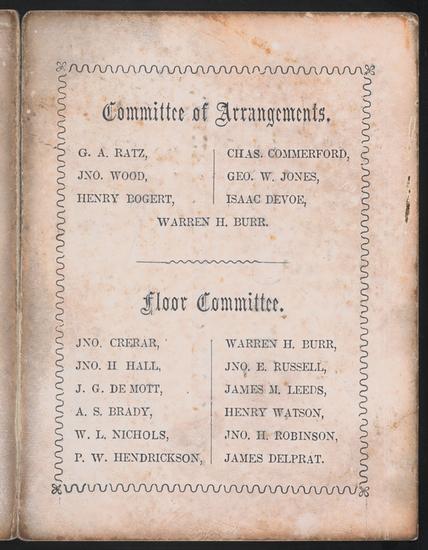 Committee of Arrangements.
G. A. RATZ,
JNO. WOOD,
HENRY BOGERT,
CHAS. COMMERFORD,
GEO. W. JONES,
ISAAC DEVOE,
WARREN H. BURR.
Floor Committee.
JNO. CRERAR,
JNO. H HALL,
J. G. DE MOTT,
A. S. BRADY,
W. L. NICHOLS,
P. W. HENDRICKSON,
WARREN H. BURR,
JNO. E. RUSSELL,
JAMES M. LEEDS,
HENRY WATSON,
JNO. H. ROBINSON,
JAMES DELPRAT.